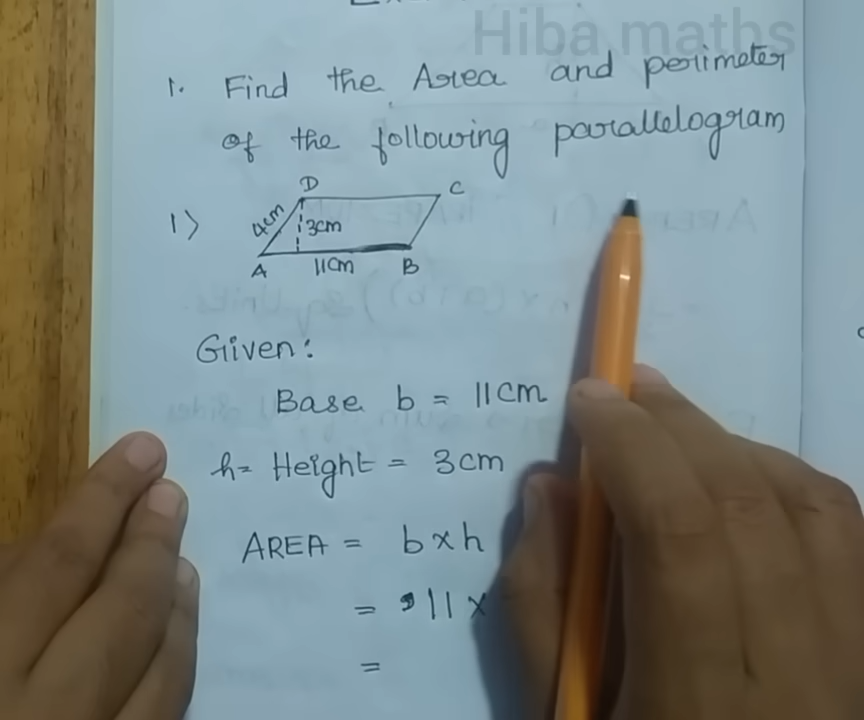 Hiba maths
1. Find the Area and perimeter
of the following parallelogram
1)
D
C
4cm
3cm
A
11cm
B
Given:
Base b = 11cm
h= Height = 3cm
AREA = b×h
= 11×
=